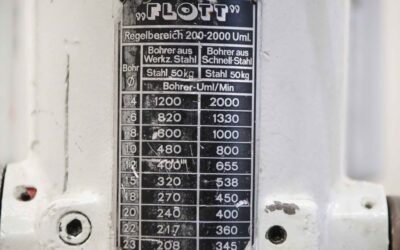 „FLOTT”
Regelbereich 200-2000 Uml.
Bohr Ø
Bohrer aus Werkz. Stahl
Bohrer aus Schnell-Stahl
Stahl 50kg Stahl 50kg
Bohrer-Uml/Min
4 1200 2000
6 820 1330
8 600 1000
10 480 800
12 400 655
15 320 538
18 270 450
20 240 400
22 217 360
23 208 345